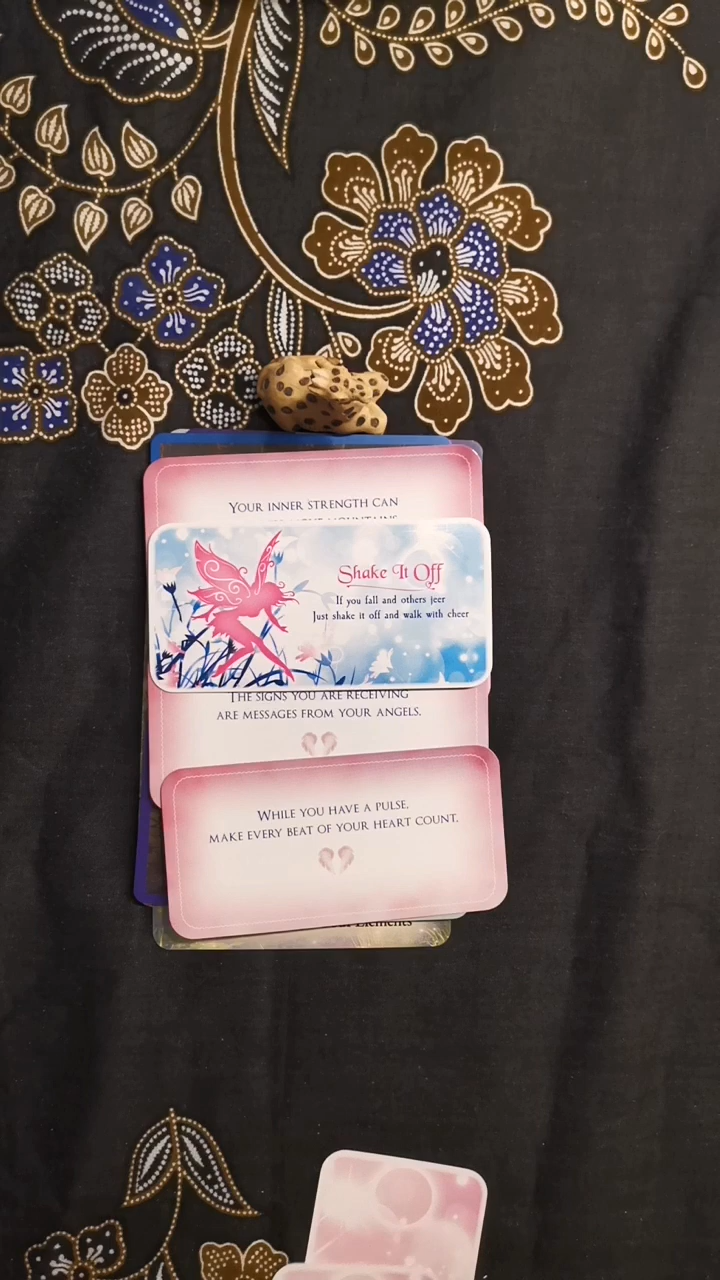 YOUR INNER STRENGTH CAN
MOUNTAINS
Shake It Off
If you fall and others jeer
Just shake it off and walk with cheer
THE SIGNS YOU ARE RECEIVING
ARE MESSAGES FROM YOUR ANGELS.
WHILE YOU HAVE A PULSE,
MAKE EVERY BEAT OF YOUR HEART COUNT.
Elements